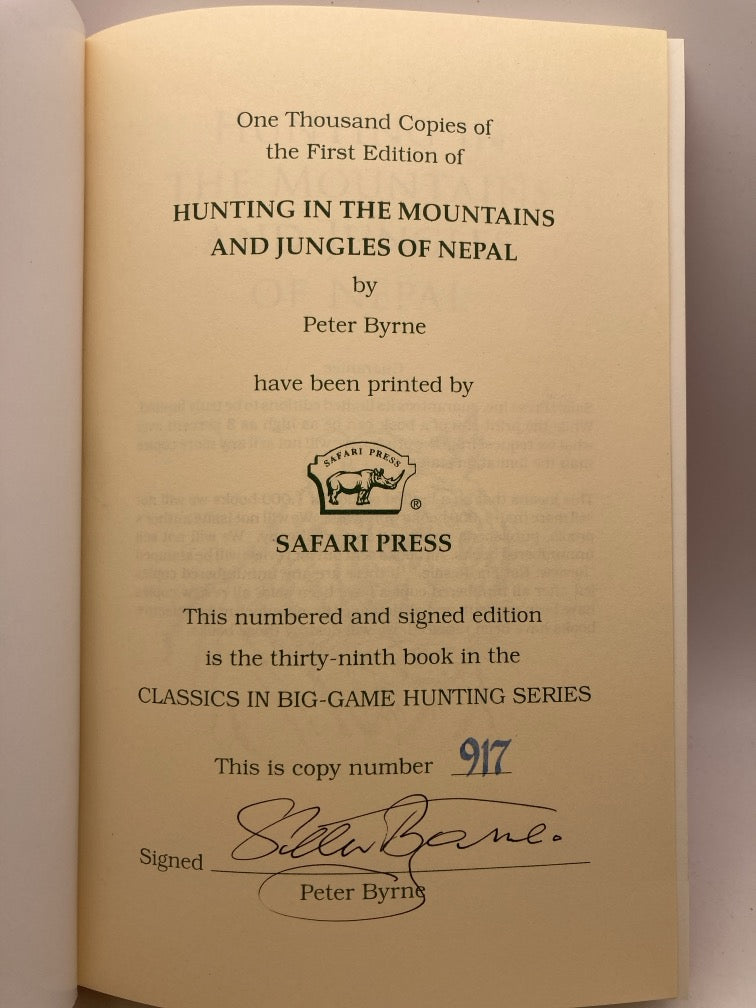 One Thousand Copies of
the First Edition of
HUNTING IN THE MOUNTAINS
AND JUNGLES OF NEPAL
by
Peter Byrne
have been printed by
SAFARI PRESS
®
SAFARI PRESS
This numbered and signed edition
is the thirty-ninth book in the
CLASSICS IN BIG-GAME HUNTING SERIES
This is copy number 917
Signed Peter Byrne.
Peter Byrne